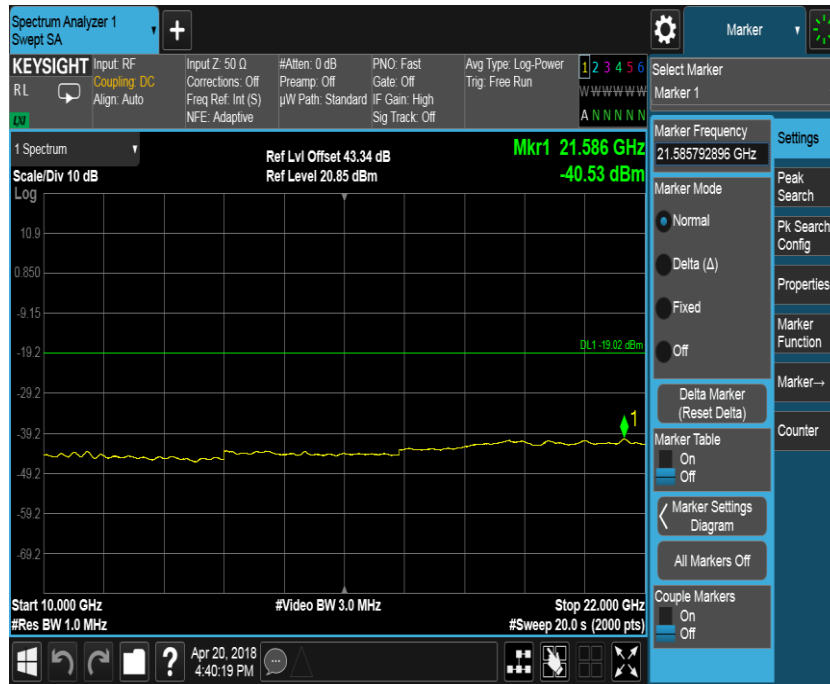 Spectrum Analyzer 1
Swept SA
+
Marker
KEYSIGHT
RL
LXI
Input: RF
Coupling: DC
Align: Auto
Input Z: 50 Ω
Corrections: Off
Freq Ref: Int (S)
NFE: Adaptive
#Atten: 0 dB
Preamp: Off
µW Path: Standard
PNO: Fast
Gate: Off
IF Gain: High
Sig Track: Off
Avg Type: Log-Power
Trig: Free Run
1 2 3 4 5 6
W W W W W W
A N N N N N
Select Marker
Marker 1
1 Spectrum
Scale/Div 10 dB
Log
Ref Lvl Offset 43.34 dB
Ref Level 20.85 dBm
Mkr1 21.586 GHz
-40.53 dBm
10.9
0.850
-9.15
-19.2
-29.2
-39.2
-49.2
-59.2
-69.2
DL1 -19.02 dBm
1
Start 10.000 GHz
#Res BW 1.0 MHz
#Video BW 3.0 MHz
Stop 22.000 GHz
#Sweep 20.0 s (2000 pts)
Marker Frequency
21.585792896 GHz
Marker Mode
Normal
Delta (Δ)
Fixed
Off
Delta Marker
(Reset Delta)
Marker Table
On
Off
Marker Settings
Diagram
All Markers Off
Couple Markers
On
Off
Settings
Peak
Search
Pk Search
Config
Properties
Marker
Function
Marker→
Counter
?
Apr 20, 2018
4:40:19 PM